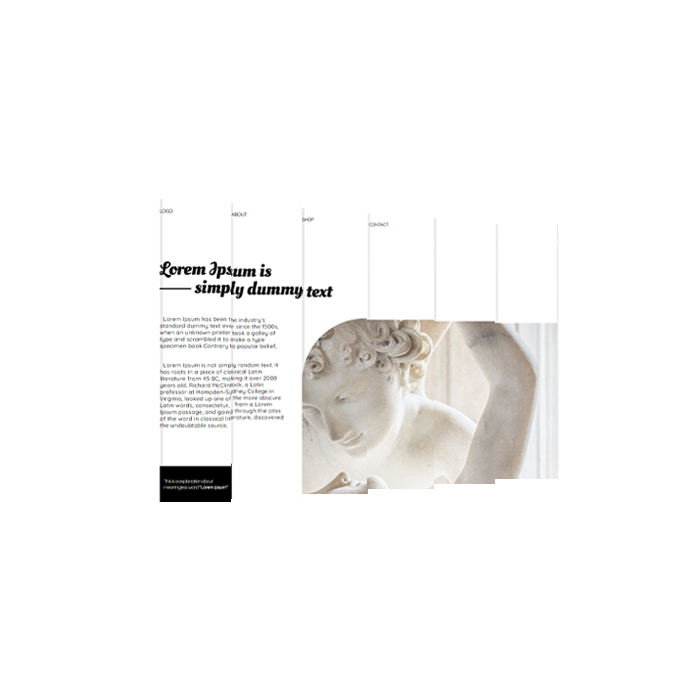 LOGO ABOUT SHOP CONTACT
Lorem Ipsum is
simply dummy text
Lorem Ipsum has been the industry's
standard dummy text ever since the 1500s,
when an unknown printer took a galley of
type and scrambled it to make a type
specimen book Contrary to popular belief,
Lorem Ipsum is not simply random text. It
has roots in a piece of classical Latin
literature from 45 BC, making it over 2000
years old. Richard McClintock, a Latin
professor at Hampden-Sydney College in
Virginia, looked up one of the more obscure
Latin words, consectetur, from a Lorem
Ipsum passage, and going through the cites
of the word in classical literature, discovered
the undoubtable source.
This is a explanation about
meaningless word "Lorem Ipsum"